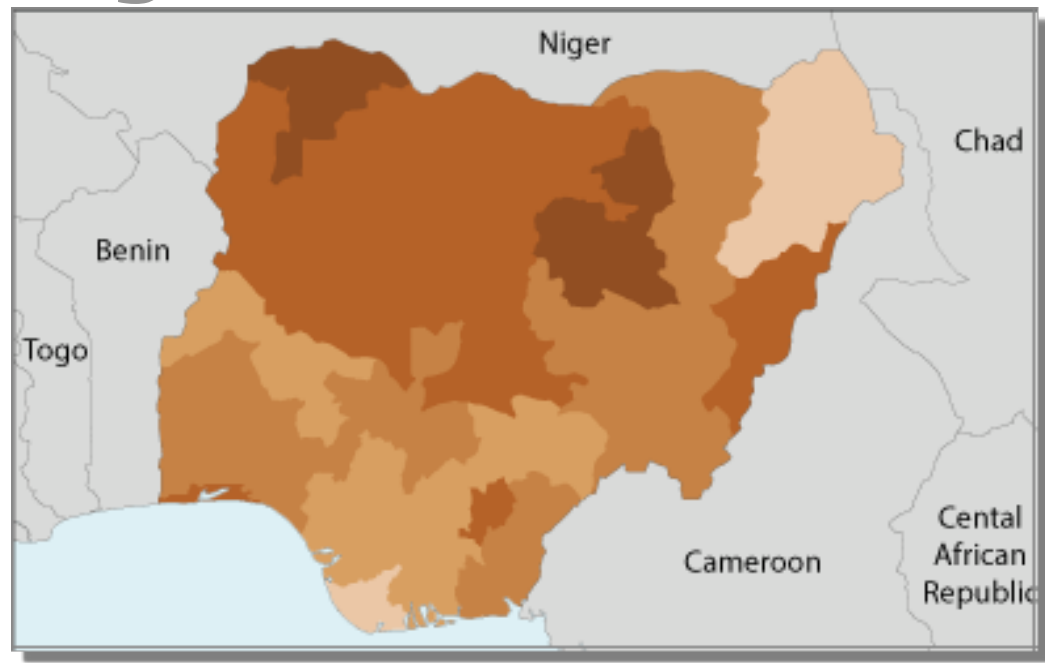 Niger
Chad
Benin
Togo
Cental
African
Republic
Cameroon